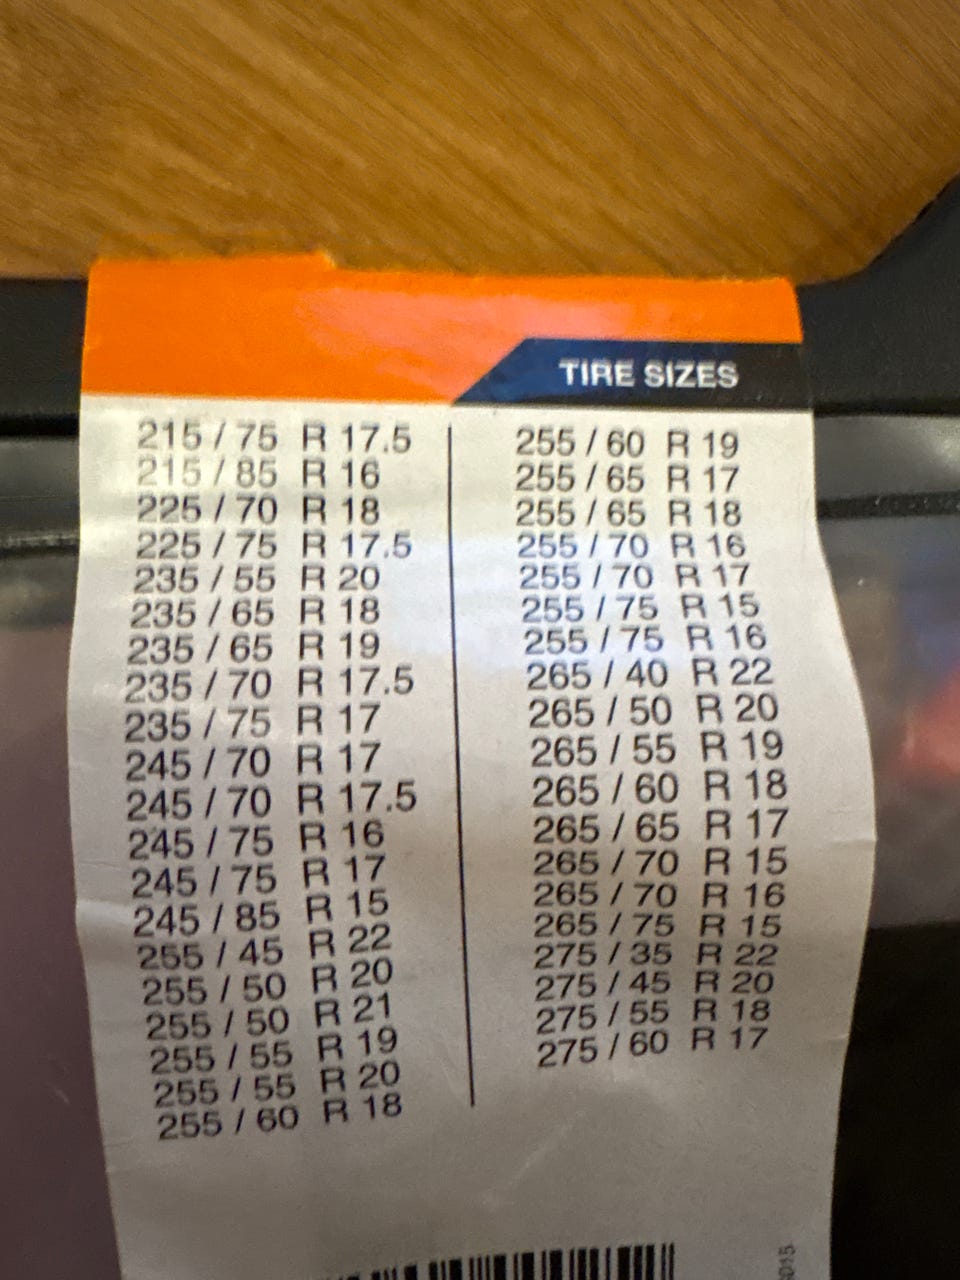 TIRE SIZES
215 / 75 R 17.5
215 / 85 R 16
225 / 70 R 18
225 / 75 R 17.5
235 / 55 R 20
235 / 65 R 18
235 / 65 R 19
235 / 70 R 17.5
235 / 75 R 17
245 / 70 R 17
245 / 70 R 17.5
245 / 75 R 16
245 / 75 R 17
245 / 85 R 15
255 / 45 R 22
255 / 50 R 20
255 / 50 R 21
255 / 55 R 19
255 / 55 R 20
255 / 60 R 18
255 / 60 R 19
255 / 65 R 17
255 / 65 R 18
255 / 70 R 16
255 / 70 R 17
255 / 75 R 15
255 / 75 R 16
265 / 40 R 22
265 / 50 R 20
265 / 55 R 19
265 / 60 R 18
265 / 65 R 17
265 / 70 R 15
265 / 70 R 16
265 / 75 R 15
275 / 35 R 22
275 / 45 R 20
275 / 55 R 18
275 / 60 R 17